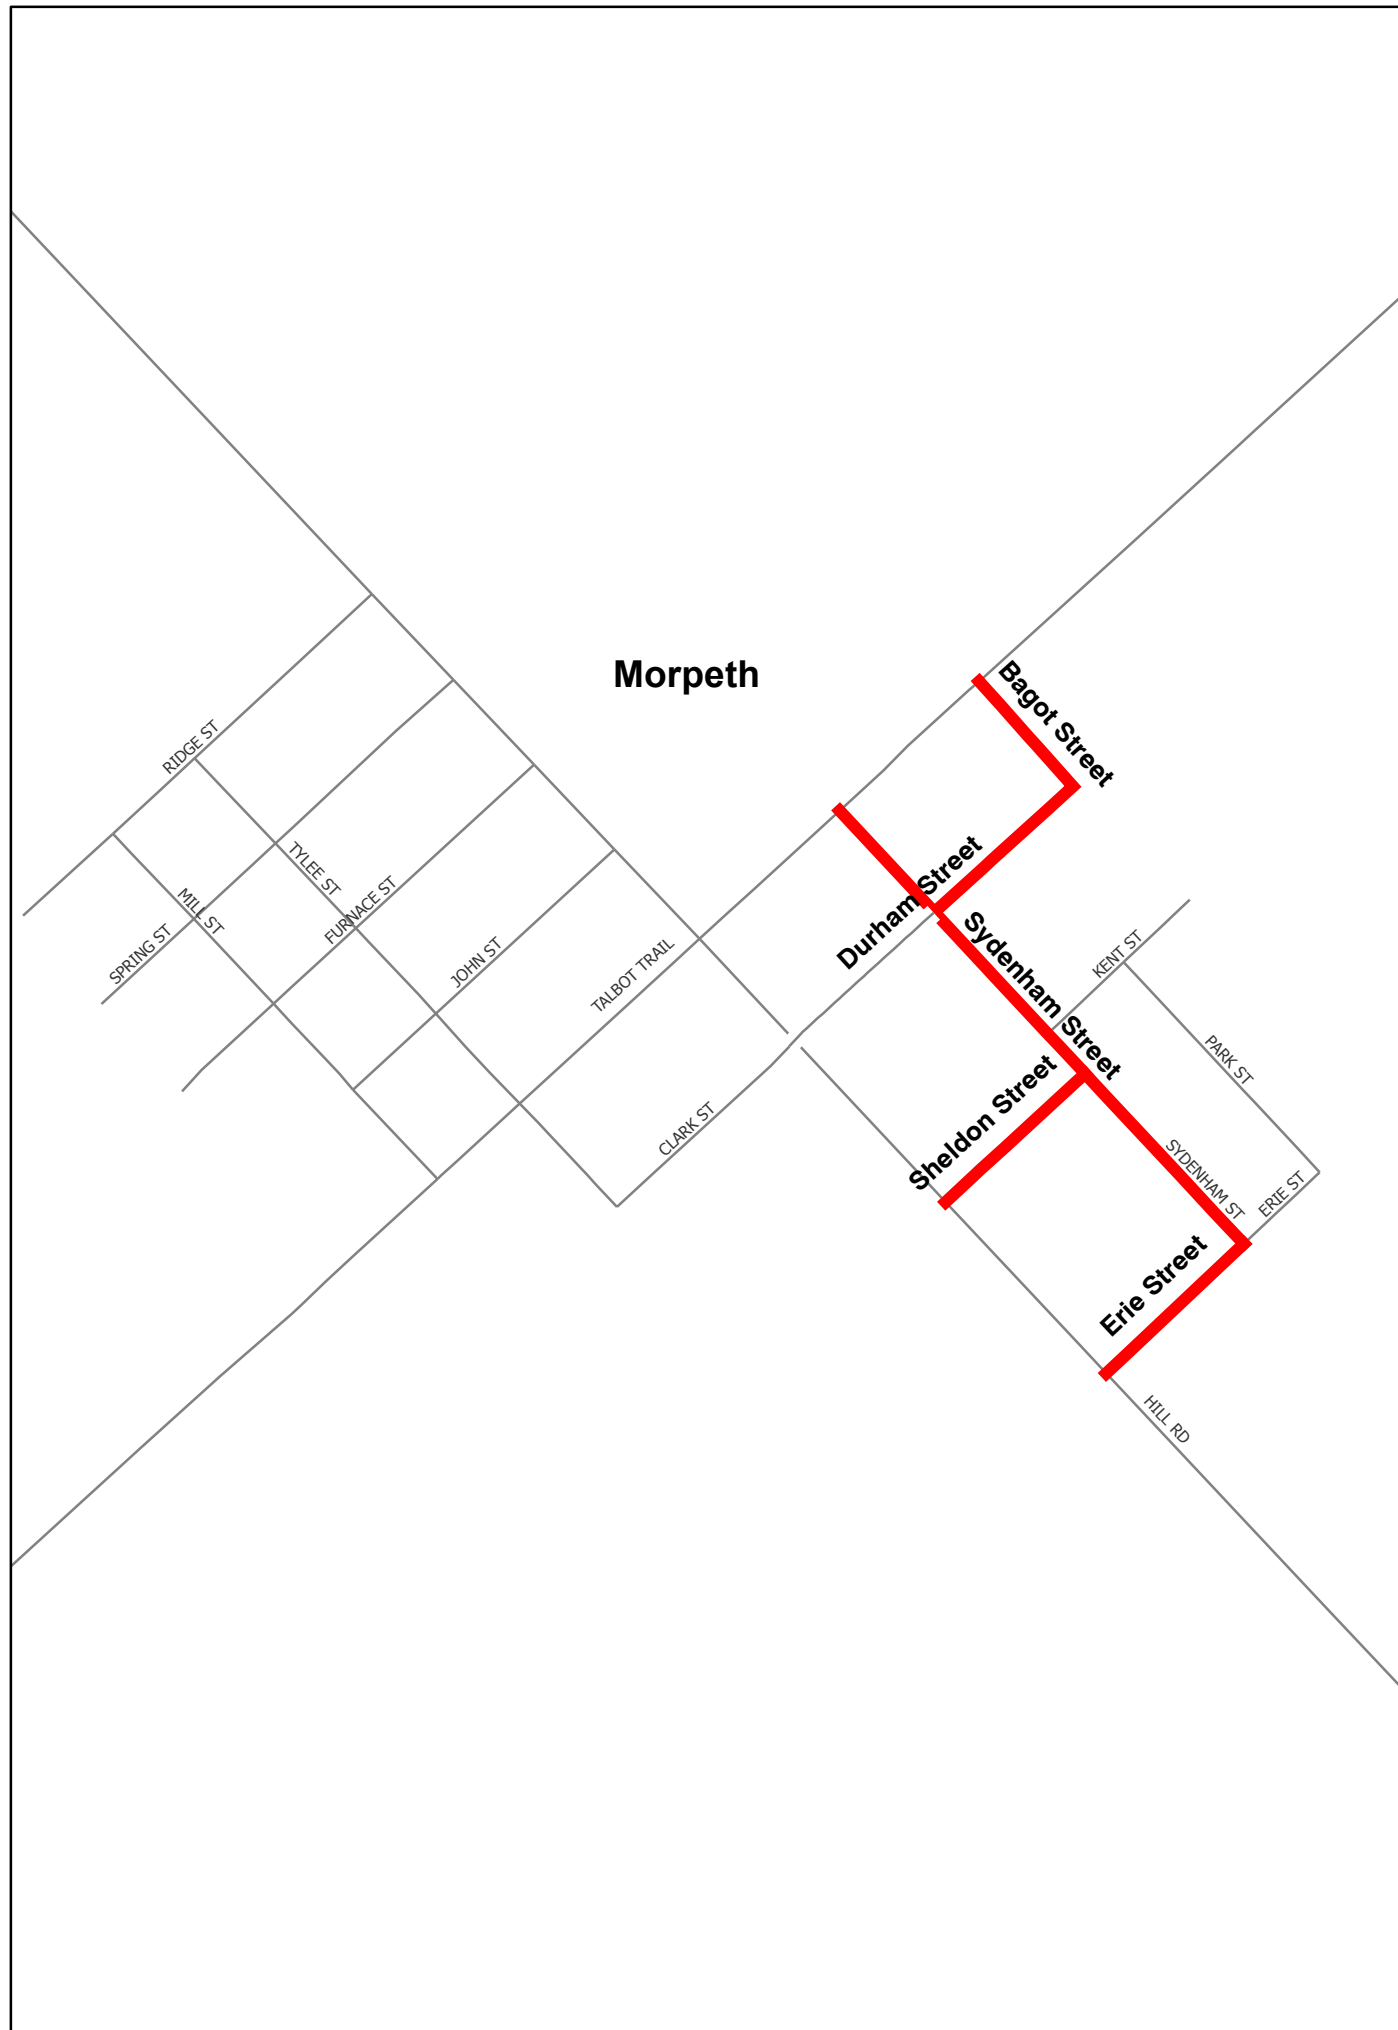 Morpeth
Bagot Street
RIDGE ST
TYLEE ST
Durham Street
MILL ST
FURNACE ST
SPRING ST
JOHN ST
TALBOT TRAIL
Sydenham Street
KENT ST
PARK ST
CLARK ST
Sheldon Street
SYDENHAM ST
ERIE ST
Erie Street
HILL RD